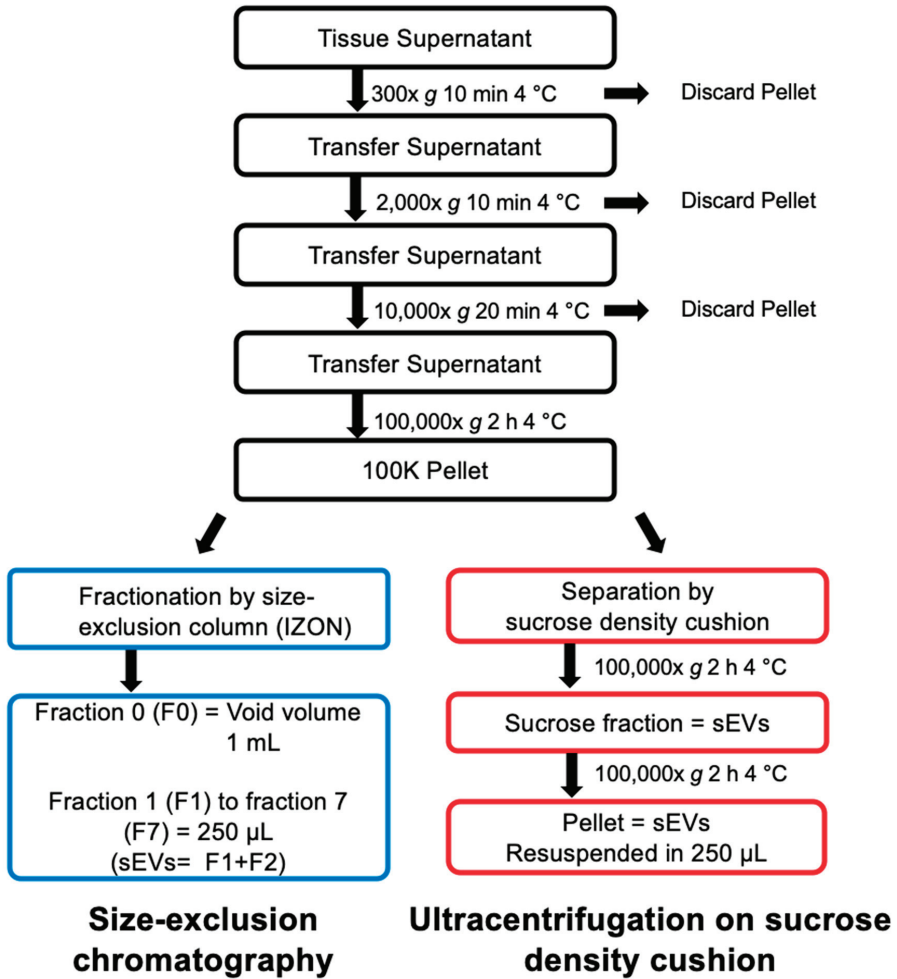 Tissue Supernatant
300x g 10 min 4 °C
Discard Pellet
Transfer Supernatant
2,000x g 10 min 4 °C
Discard Pellet
Transfer Supernatant
10,000x g 20 min 4 °C
Discard Pellet
Transfer Supernatant
100,000x g 2 h 4 °C
100K Pellet
Fractionation by size-
exclusion column (IZON)
Fraction 0 (F0) = Void volume
1 mL
Fraction 1 (F1) to fraction 7
(F7) = 250 µL
(sEVs= F1+F2)
Size-exclusion
chromatography
Separation by
sucrose density cushion
100,000x g 2 h 4 °C
Sucrose fraction = sEVs
100,000x g 2 h 4 °C
Pellet = sEVs
Resuspended in 250 µL
Ultracentrifugation on sucrose
density cushion